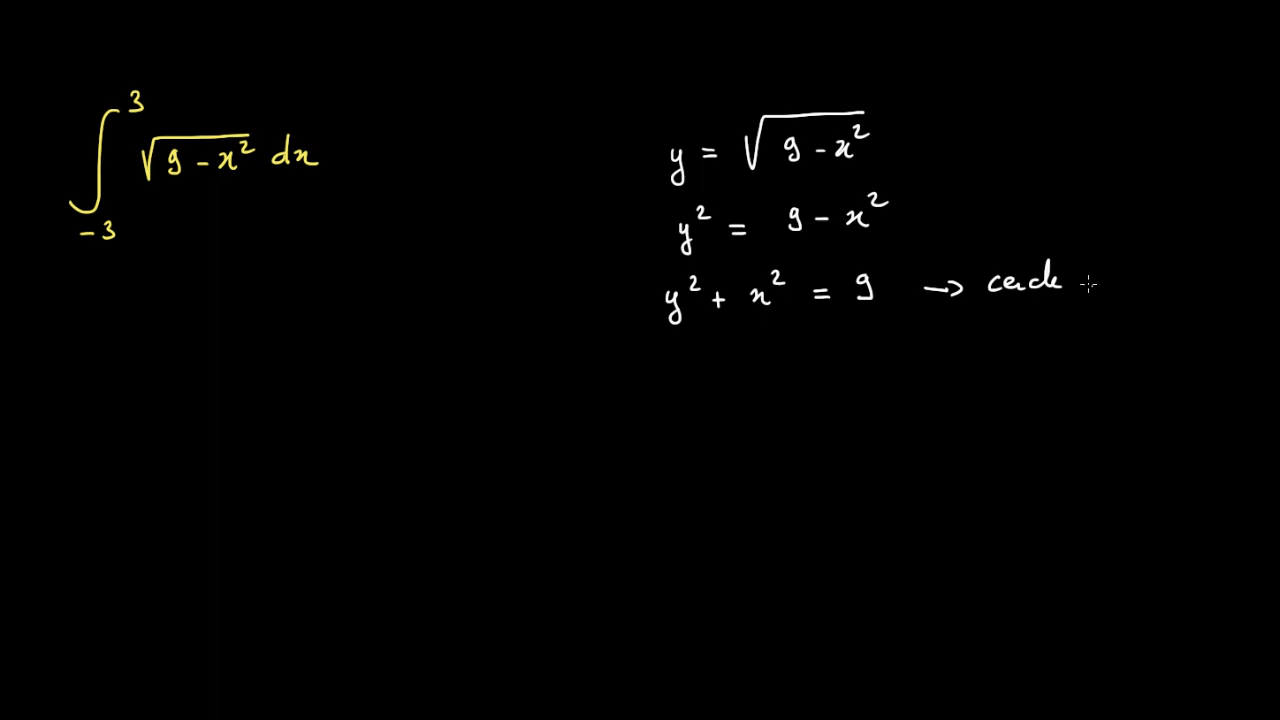 ∫_{-3}^{3} √(9 - x²) dx
y = √(9 - x²)
y² = 9 - x²
y² + x² = 9 → circle